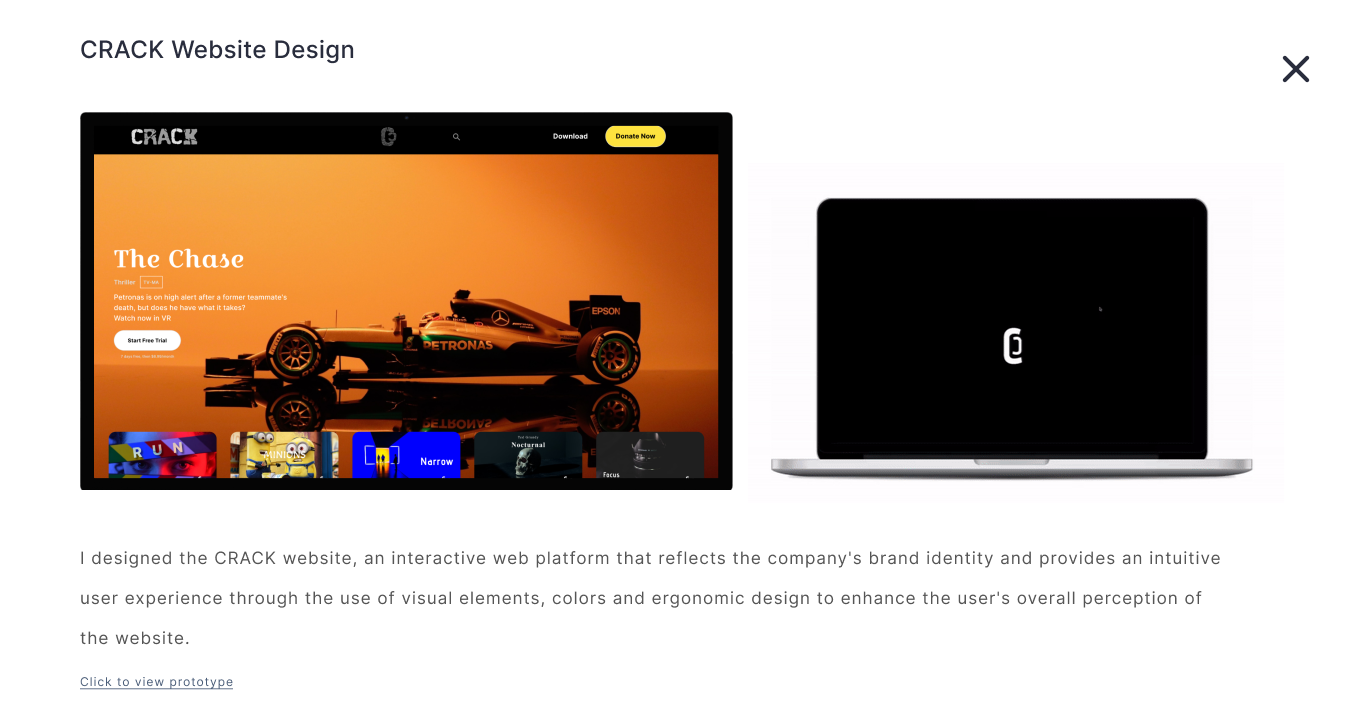 CRACK Website Design
CRACK
Download
Donate Now
The Chase
Thriller TV-MA
Petronas is on high alert after a former teammate's
death, but does he have what it takes?
Watch now in VR
Start Free Trial
EPSON
PETRONAS
RUN
MINIONS
Narrow
Nocturnal
Focus
I designed the CRACK website, an interactive web platform that reflects the company's brand identity and provides an intuitive
user experience through the use of visual elements, colors and ergonomic design to enhance the user's overall perception of
the website.
Click to view prototype